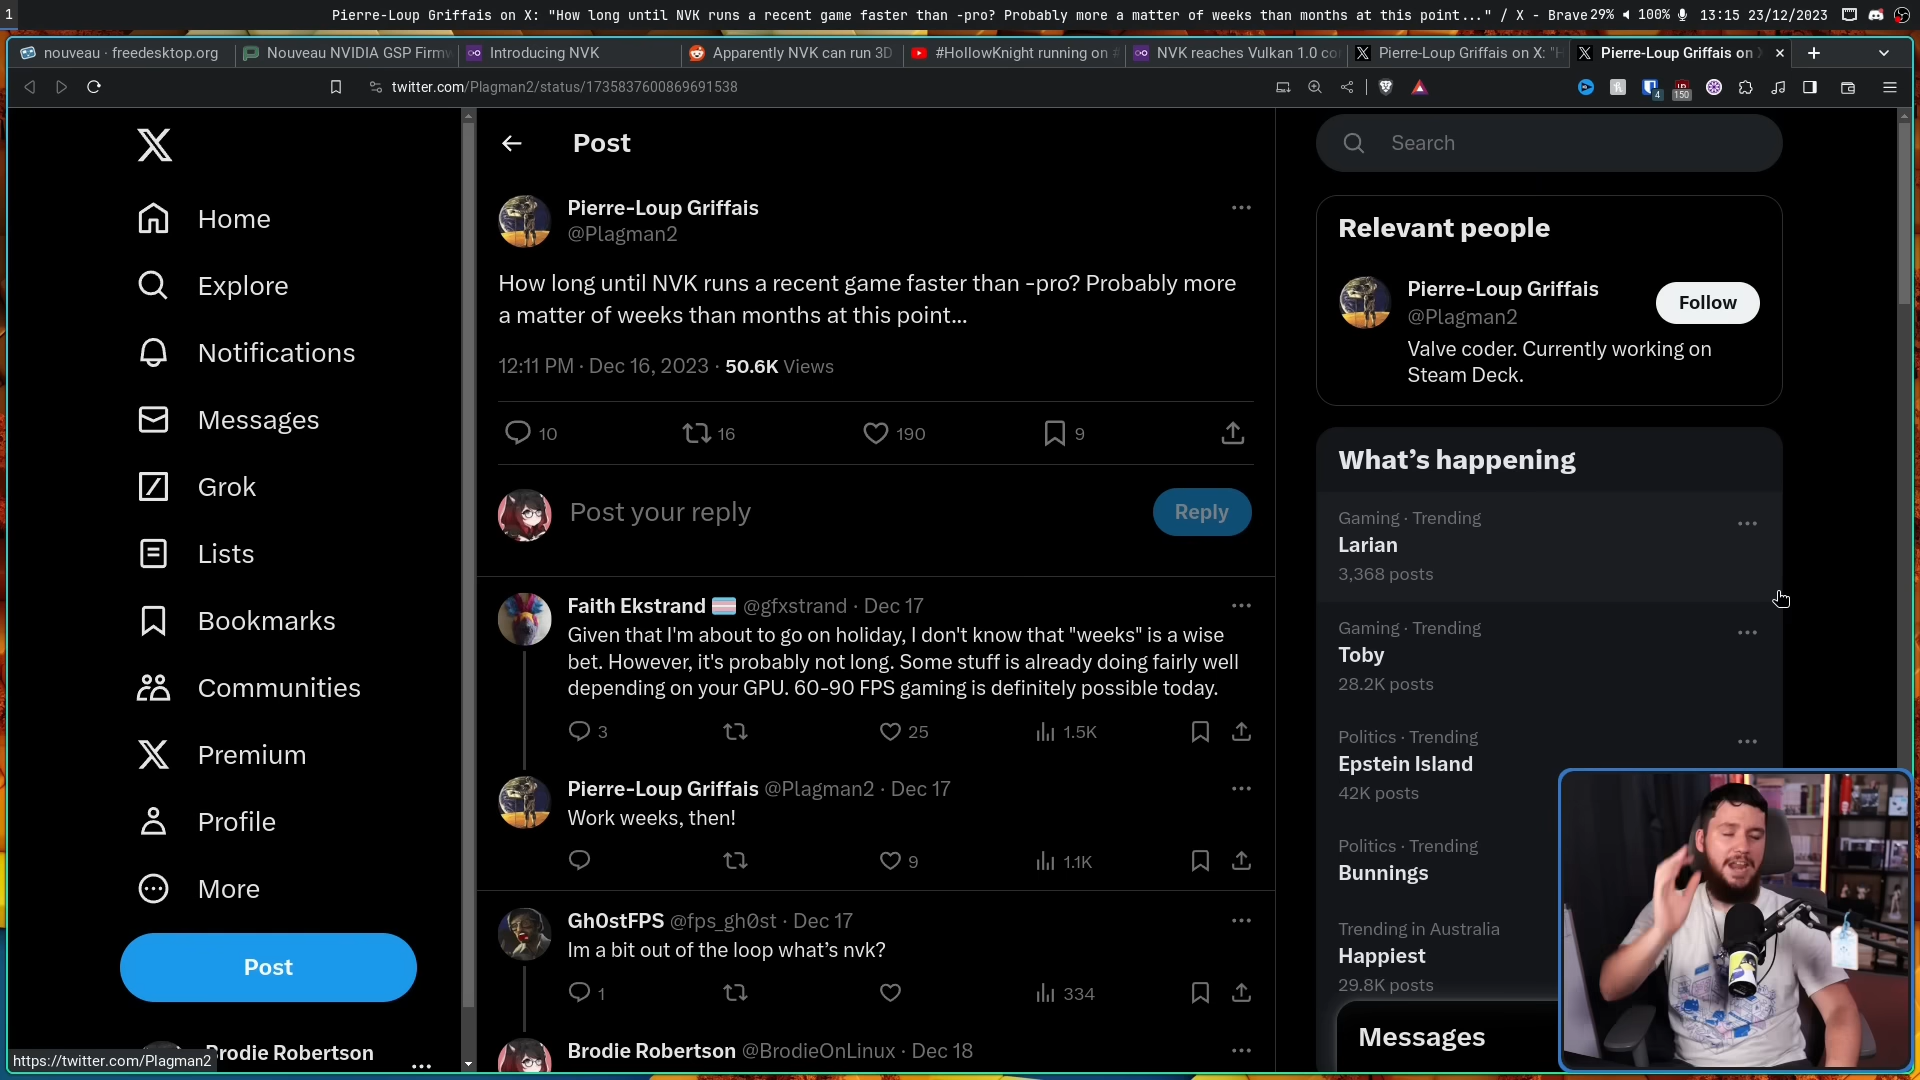 1
Pierre-Loup Griffais on X: "How long until NVK runs a recent game faster than -pro? Probably more a matter of weeks than months at this point..." / X - Brave
29%
100%
13:15 23/12/2023
nouveau · freedesktop.org
Nouveau NVIDIA GSP Firmw
Introducing NVK
Apparently NVK can run 3D
#HollowKnight running on #
NVK reaches Vulkan 1.0 co
Pierre-Loup Griffais on X: "H
Pierre-Loup Griffais on X
twitter.com/Plagman2/status/1735837600869691538
4
150
Home
Explore
Notifications
Messages
Grok
Lists
Bookmarks
Communities
Premium
Profile
More
Post
Brodie Robertson
https://twitter.com/Plagman2
Post
Pierre-Loup Griffais
@Plagman2
How long until NVK runs a recent game faster than -pro? Probably more
a matter of weeks than months at this point...
12:11 PM · Dec 16, 2023 · 50.6K Views
10
16
190
9
Post your reply
Reply
Faith Ekstrand 🏳️‍⚧️ @gfxstrand · Dec 17
Given that I'm about to go on holiday, I don't know that "weeks" is a wise
bet. However, it's probably not long. Some stuff is already doing fairly well
depending on your GPU. 60-90 FPS gaming is definitely possible today.
3
25
1.5K
Pierre-Loup Griffais @Plagman2 · Dec 17
Work weeks, then!
9
1.1K
Gh0stFPS @fps_gh0st · Dec 17
Im a bit out of the loop what's nvk?
1
334
Brodie Robertson @BrodieOnLinux · Dec 18
Search
Relevant people
Pierre-Loup Griffais
@Plagman2
Follow
Valve coder. Currently working on
Steam Deck.
What's happening
Gaming · Trending
Larian
3,368 posts
Gaming · Trending
Toby
28.2K posts
Politics · Trending
Epstein Island
42K posts
Politics · Trending
Bunnings
Trending in Australia
Happiest
29.8K posts
Messages